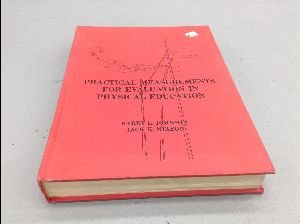 PRACTICAL MEASUREMENTS
FOR EVALUATION IN
PHYSICAL EDUCATION
BARRY L. JOHNSON
JACK K. NELSON